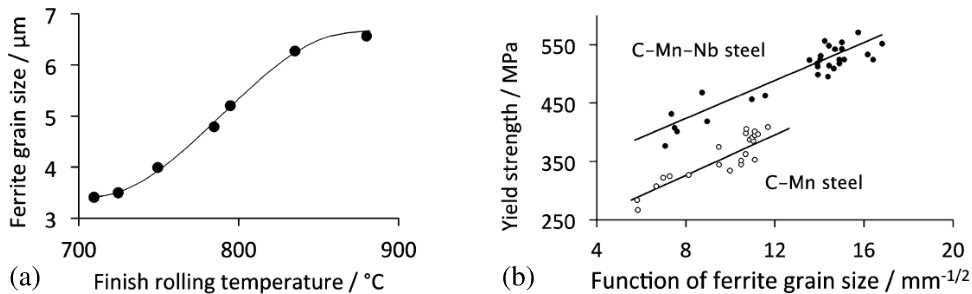 7
6
5
4
3
700
800
900
Ferrite grain size / μm
Finish rolling temperature / °C
(a)
550
450
350
250
4
8
12
16
20
Yield strength / MPa
C-Mn-Nb steel
C-Mn steel
Function of ferrite grain size / mm-1/2
(b)